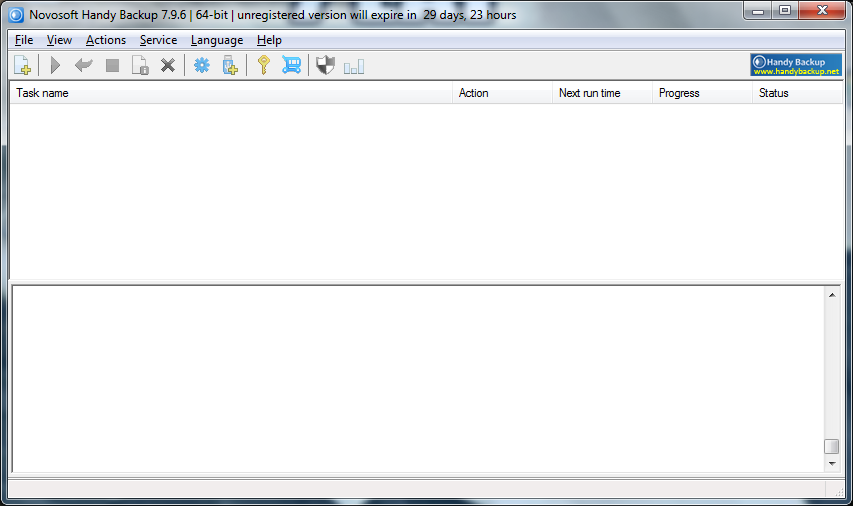 Novosoft Handy Backup 7.9.6 | 64-bit | unregistered version will expire in  29 days, 23 hours
File View Actions Service Language Help
Handy Backup
www.handybackup.net
Task name Action Next run time Progress Status